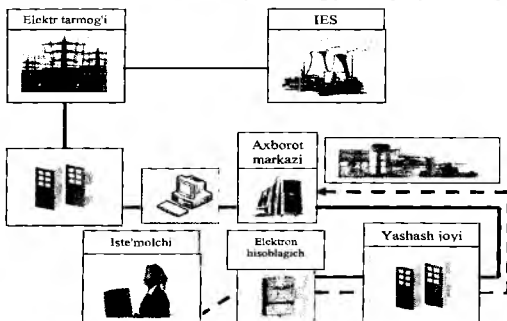 Elektr tarmog'i
IES
Axborot
markazi
Iste'molchi
Elektron
hisoblagich
Yashash joyi